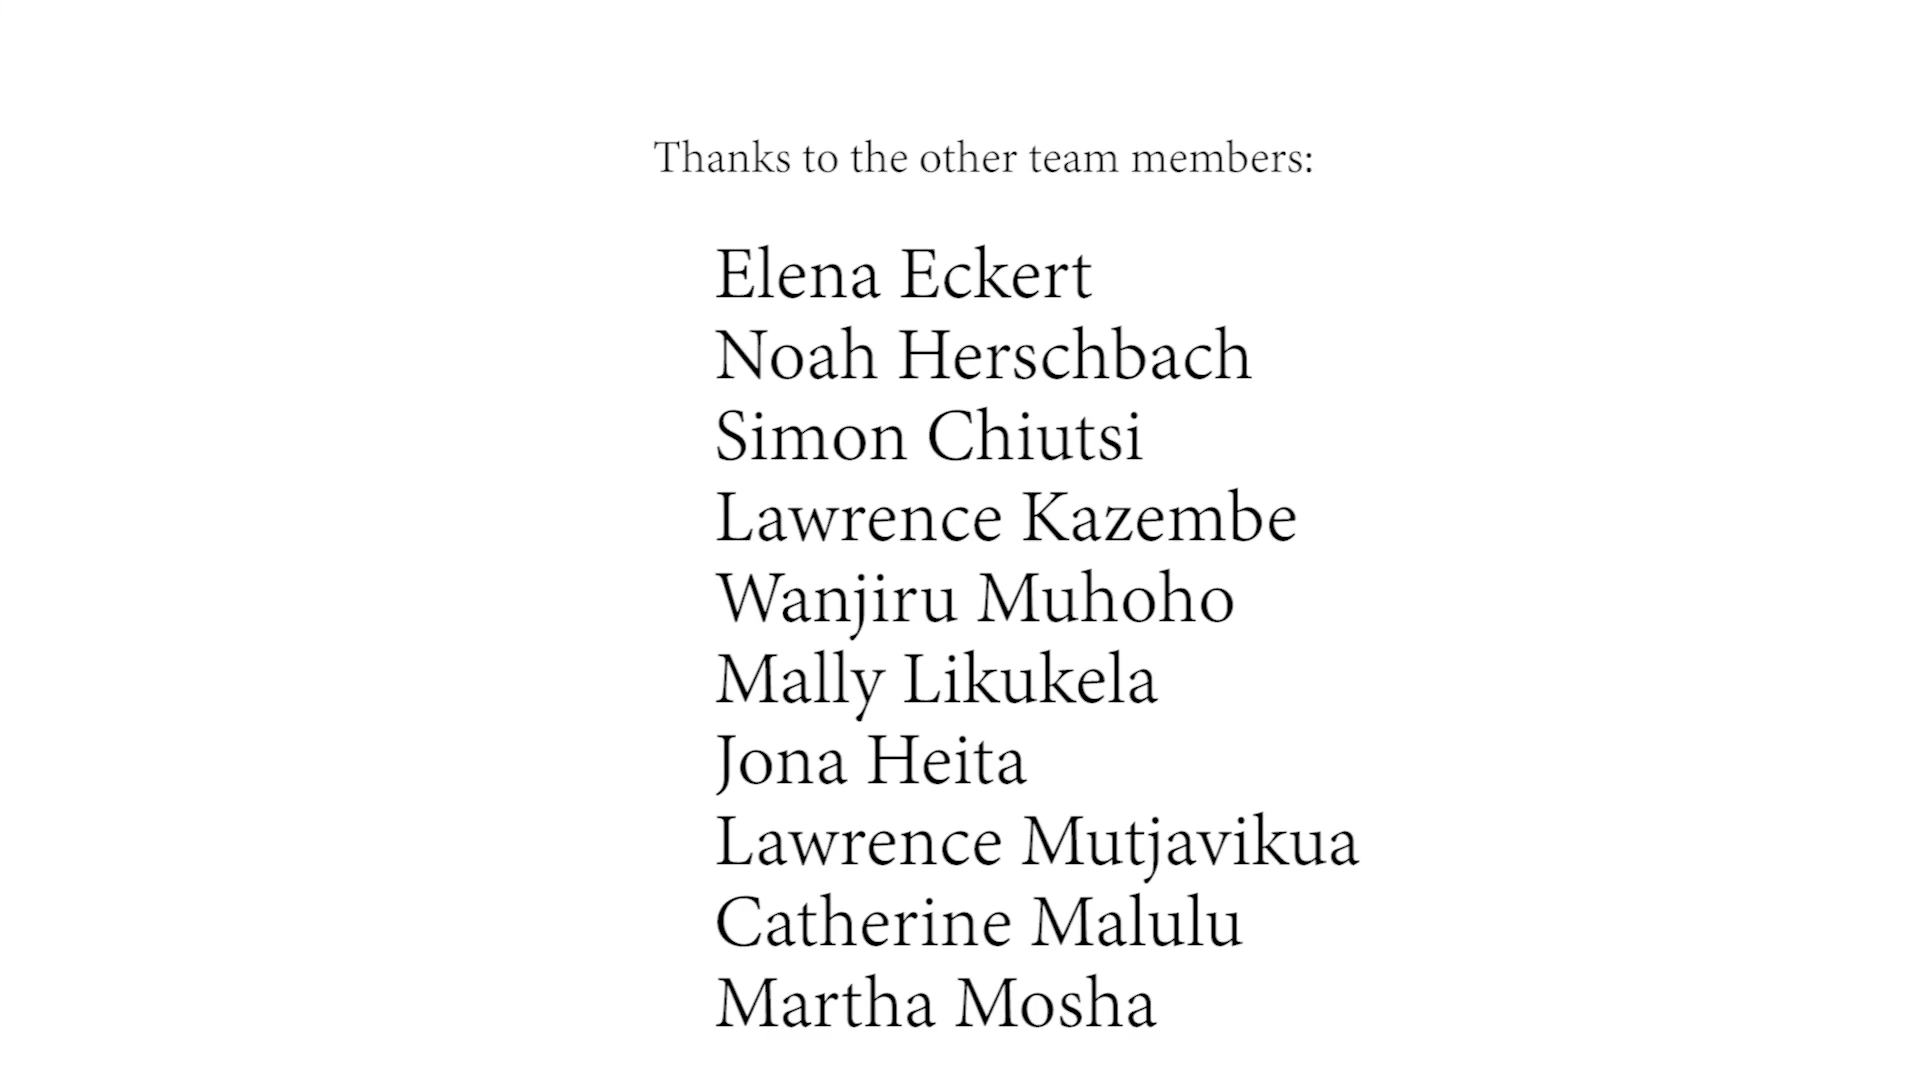 Thanks to the other team members:
Elena Eckert
Noah Herschbach
Simon Chiutsi
Lawrence Kazembe
Wanjiru Muhoho
Mally Likukela
Jona Heita
Lawrence Mutjavikua
Catherine Malulu
Martha Mosha